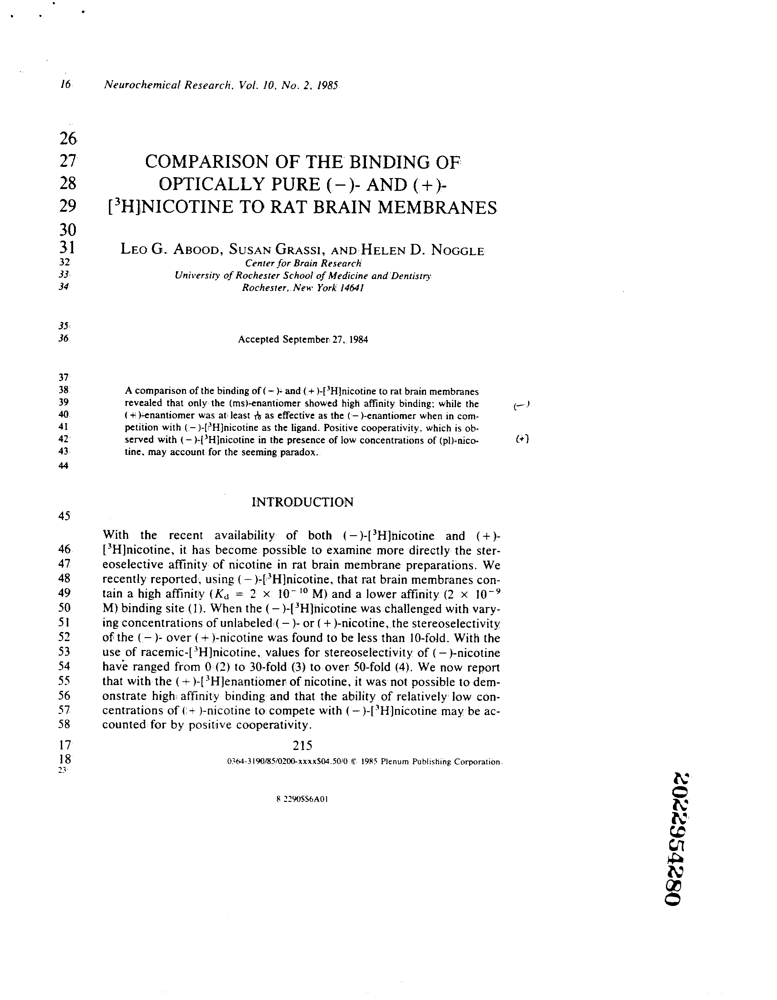 16 Neurochemical Research, Vol. 10, No. 2, 1985
26
27 COMPARISON OF THE BINDING OF
28 OPTICALLY PURE (−)- AND (+)-
29 [³H]NICOTINE TO RAT BRAIN MEMBRANES
30
31 LEO G. ABOOD, SUSAN GRASSI, AND HELEN D. NOGGLE
32 Center for Brain Research
33 University of Rochester School of Medicine and Dentistry
34 Rochester, New York 14641
35
36 Accepted September 27, 1984
37
38 A comparison of the binding of (−)- and (+)-[³H]nicotine to rat brain membranes
39 revealed that only the (ms)-enantiomer showed high affinity binding; while the (−)
40 (+)-enantiomer was at least 1/10 as effective as the (−)-enantiomer when in com-
41 petition with (−)-[³H]nicotine as the ligand. Positive cooperativity, which is ob-
42 served with (−)-[³H]nicotine in the presence of low concentrations of (pl)-nico- (+)
43 tine, may account for the seeming paradox.
44
INTRODUCTION
45
With the recent availability of both (−)-[³H]nicotine and (+)-
46 [³H]nicotine, it has become possible to examine more directly the ster-
47 eoselective affinity of nicotine in rat brain membrane preparations. We
48 recently reported, using (−)-[³H]nicotine, that rat brain membranes con-
49 tain a high affinity (Kd = 2 × 10⁻¹⁰ M) and a lower affinity (2 × 10⁻⁹
50 M) binding site (1). When the (−)-[³H]nicotine was challenged with vary-
51 ing concentrations of unlabeled (−)- or (+)-nicotine, the stereoselectivity
52 of the (−)- over (+)-nicotine was found to be less than 10-fold. With the
53 use of racemic-[³H]nicotine, values for stereoselectivity of (−)-nicotine
54 have ranged from 0 (2) to 30-fold (3) to over 50-fold (4). We now report
55 that with the (+)-[³H]enantiomer of nicotine, it was not possible to dem-
56 onstrate high affinity binding and that the ability of relatively low con-
57 centrations of (+)-nicotine to compete with (−)-[³H]nicotine may be ac-
58 counted for by positive cooperativity.
17 215
18 0364-3190/85/0200-xxxx$04.50/0 © 1985 Plenum Publishing Corporation
23
8 2290$$6A01
2022954280